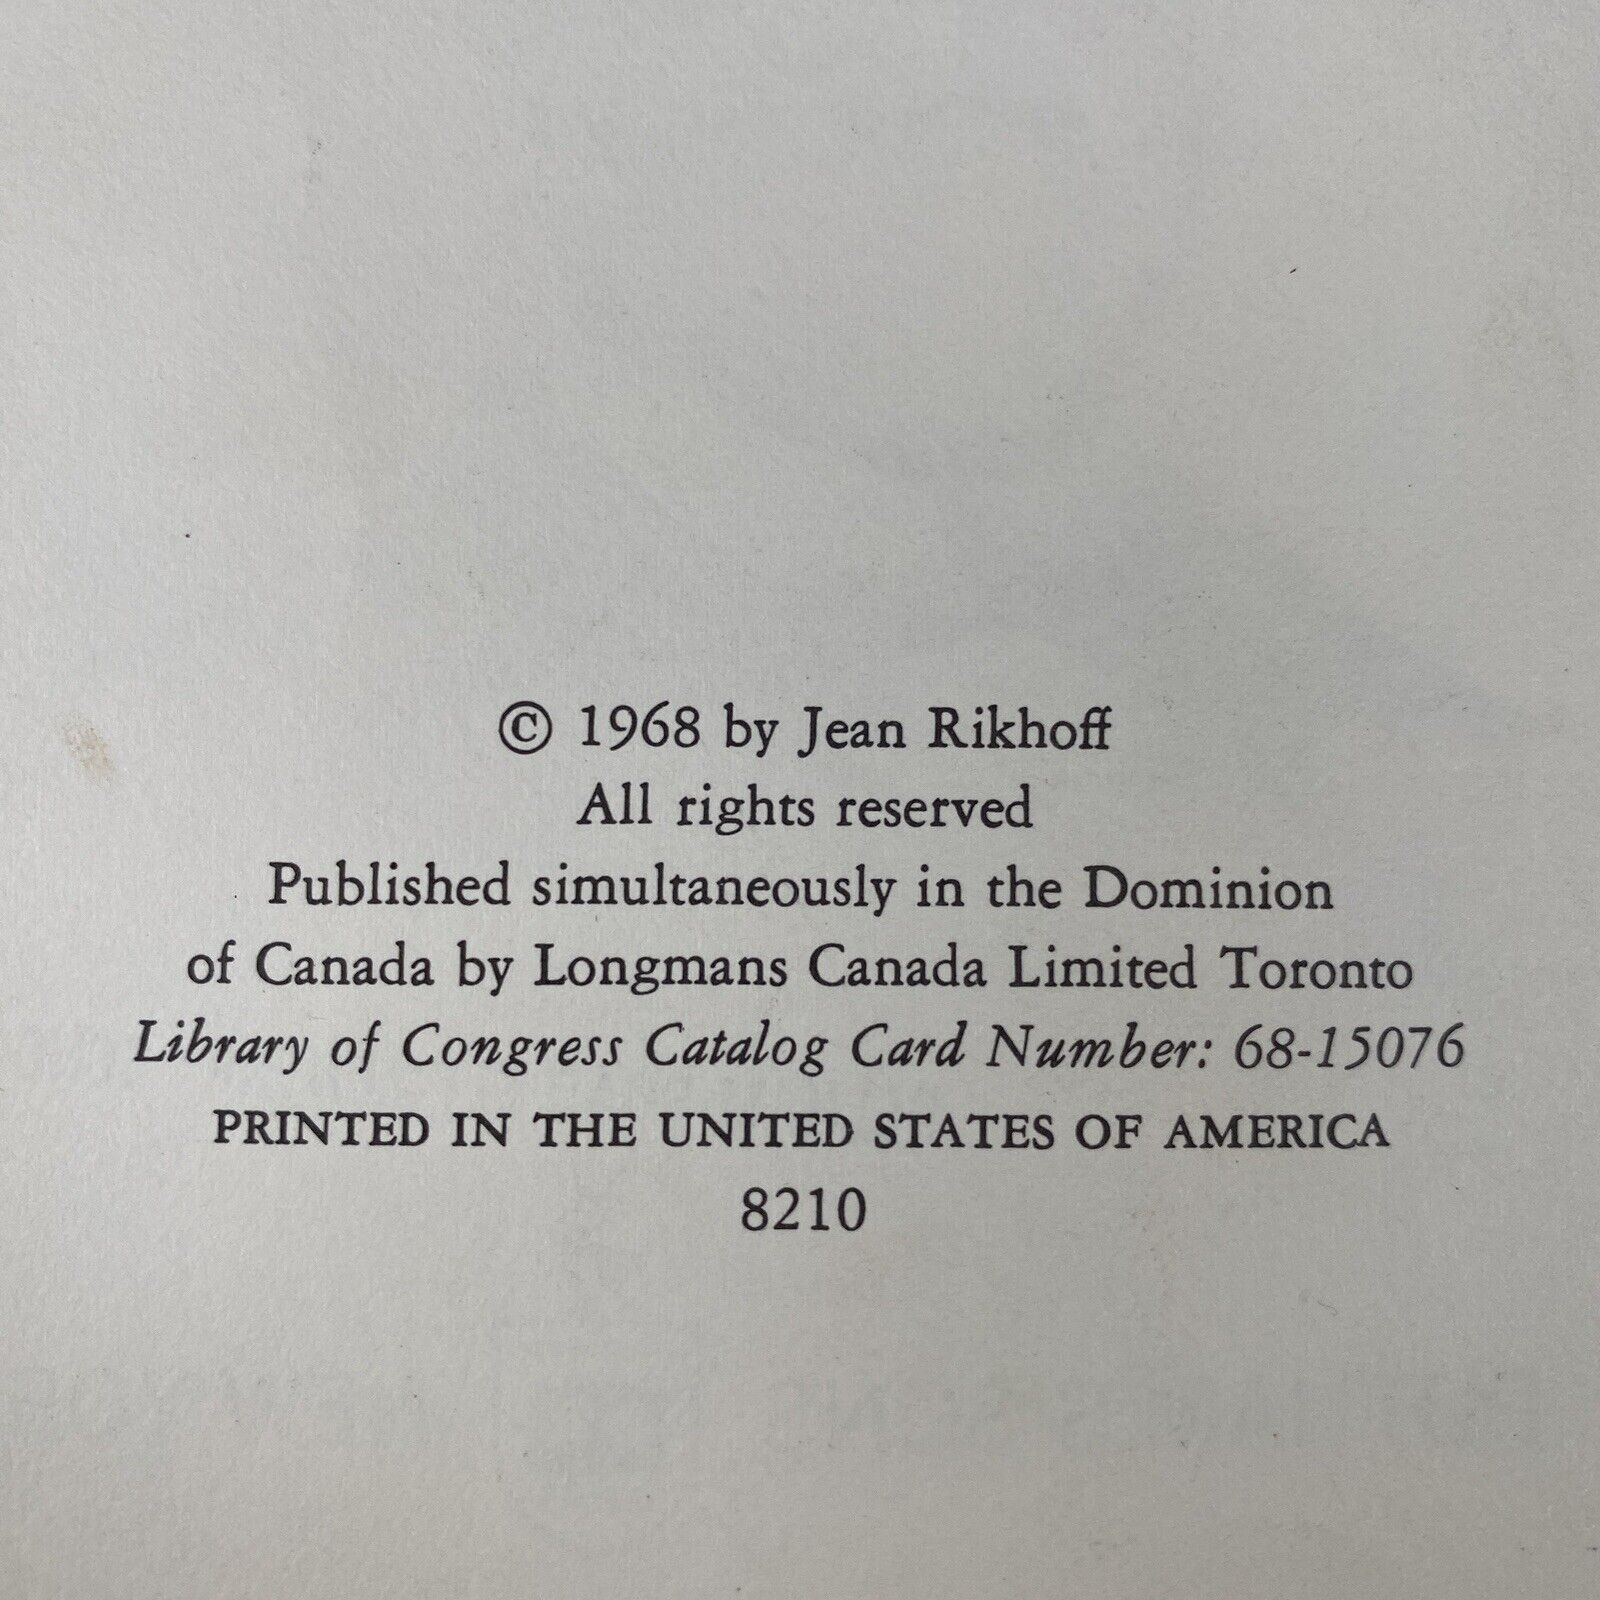 © 1968 by Jean Rikhoff
All rights reserved
Published simultaneously in the Dominion
of Canada by Longmans Canada Limited Toronto
Library of Congress Catalog Card Number: 68-15076
PRINTED IN THE UNITED STATES OF AMERICA
8210